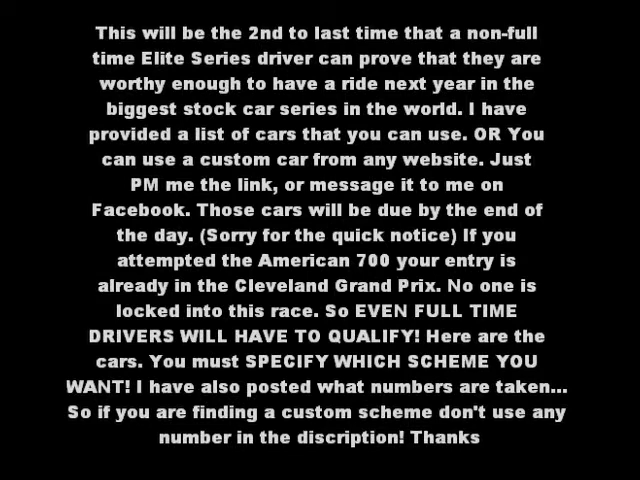 This will be the 2nd to last time that a non-full
time Elite Series driver can prove that they are
worthy enough to have a ride next year in the
biggest stock car series in the world. I have
provided a list of cars that you can use. OR You
can use a custom car from any website. Just
PM me the link, or message it to me on
Facebook. Those cars will be due by the end of
the day. (Sorry for the quick notice) If you
attempted the American 700 your entry is
already in the Cleveland Grand Prix. No one is
locked into this race. So EVEN FULL TIME
DRIVERS WILL HAVE TO QUALIFY! Here are the
cars. You must SPECIFY WHICH SCHEME YOU
WANT! I have also posted what numbers are taken...
So if you are finding a custom scheme don't use any
number in the discription! Thanks